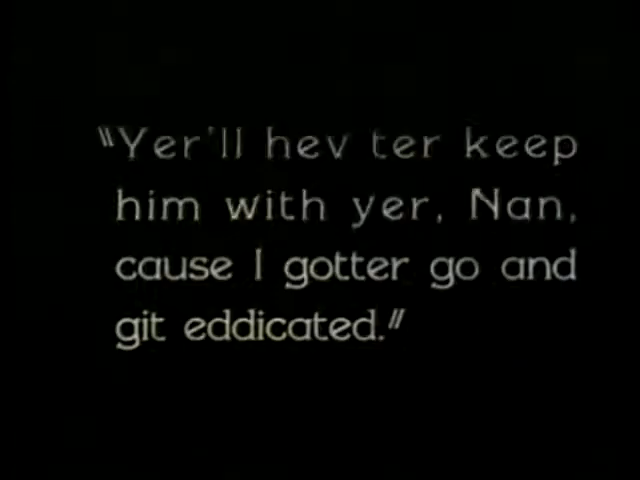 "Yer'll hev ter keep
him with yer, Nan,
cause I gotter go and
git eddicated."